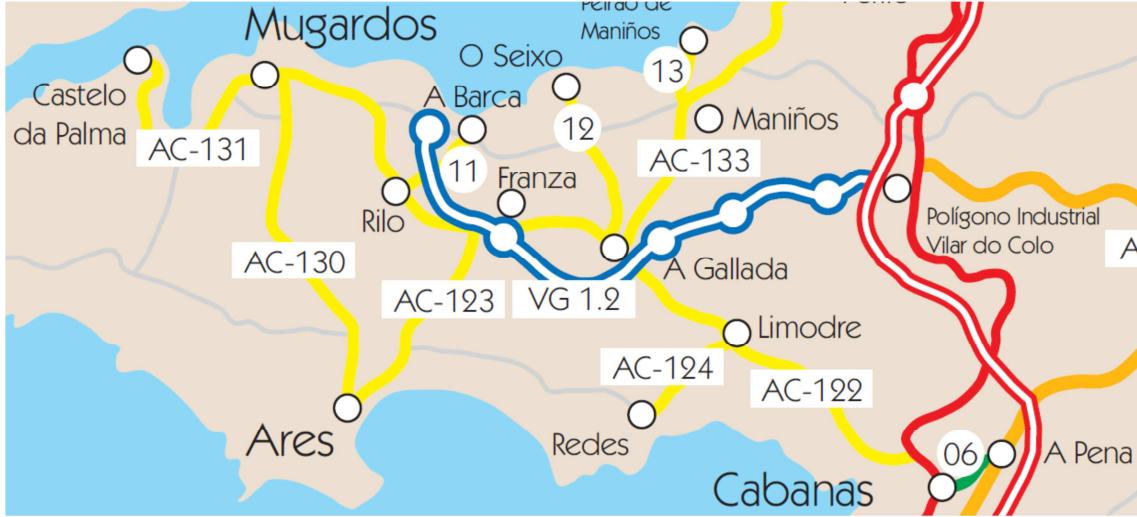 Peirao de
Maniños
Mugardos
O Seixo
13
Castelo
da Palma
A Barca
12
Maniños
AC-131
11
AC-133
Franza
Rilo
Polígono Industrial
Vilar do Colo
AC-130
A Gallada
A
AC-123
VG 1.2
Limodre
AC-124
AC-122
Ares
Redes
06
A Pena
Cabanas